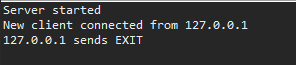 Server started
New client connected from 127.0.0.1
127.0.0.1 sends EXIT